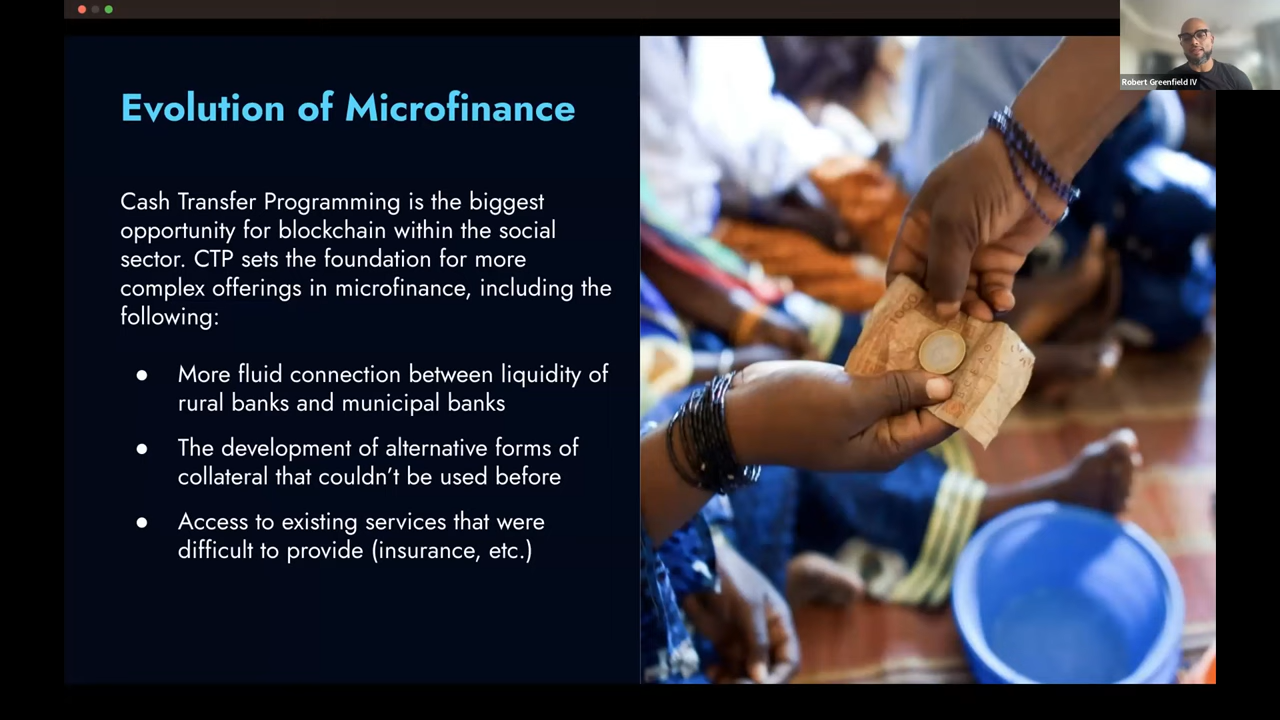 Robert Greenfield IV
Evolution of Microfinance
Cash Transfer Programming is the biggest
opportunity for blockchain within the social
sector. CTP sets the foundation for more
complex offerings in microfinance, including the
following:
● More fluid connection between liquidity of
rural banks and municipal banks
● The development of alternative forms of
collateral that couldn’t be used before
● Access to existing services that were
difficult to provide (insurance, etc.)